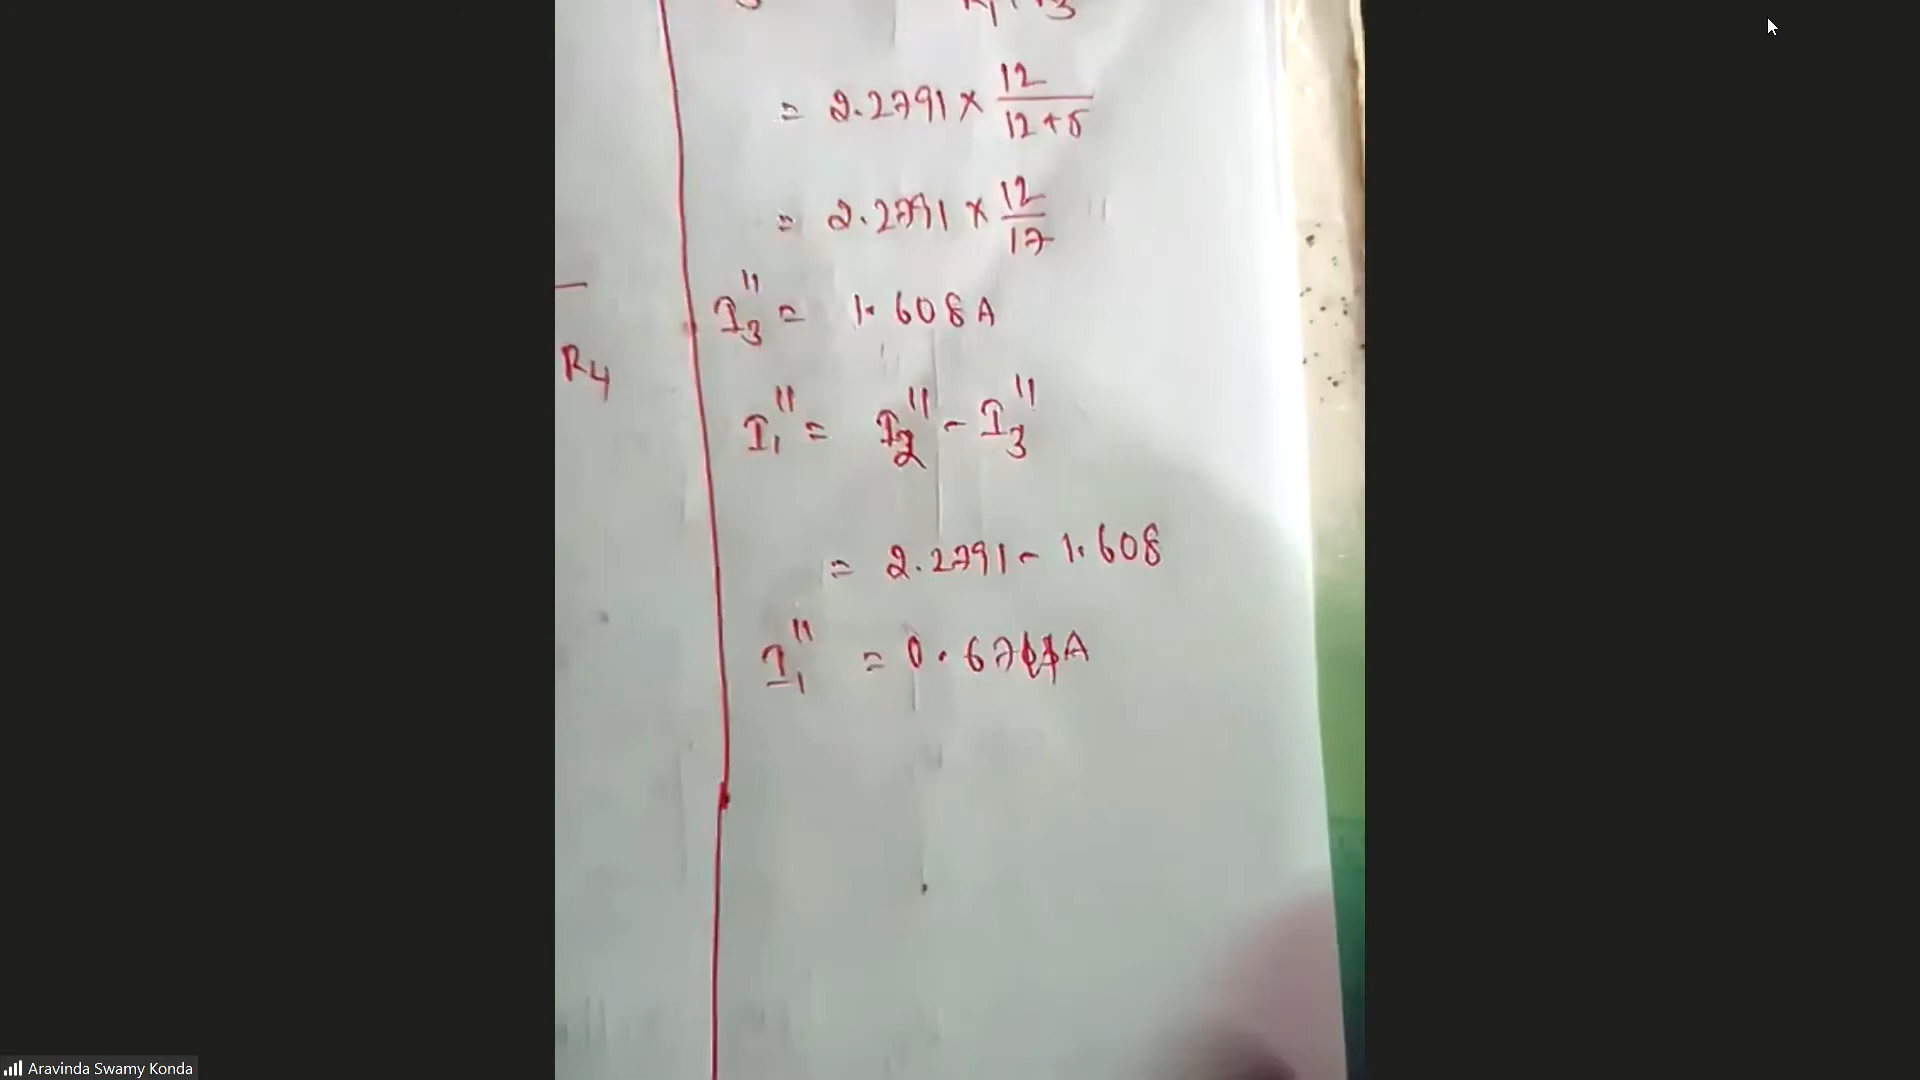 = 2.2791 × 12/12+5
= 2.2791 × 12/17
I3'' = 1.608 A
R4
I1'' = I2'' - I3''
= 2.2791 - 1.608
I1'' = 0.6711A
Aravinda Swamy Konda